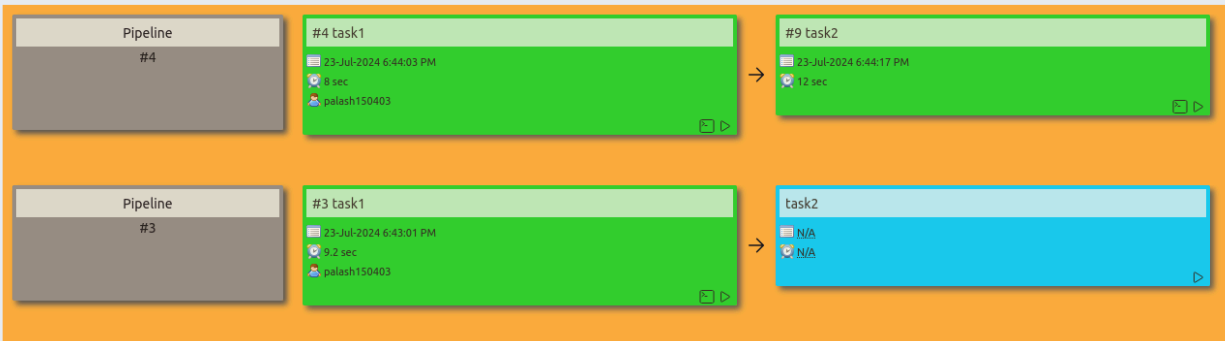 Pipeline
#4
#4 task1
23-Jul-2024 6:44:03 PM
8 sec
palash150403
→
#9 task2
23-Jul-2024 6:44:17 PM
12 sec
Pipeline
#3
#3 task1
23-Jul-2024 6:43:01 PM
9.2 sec
palash150403
→
task2
N/A
N/A